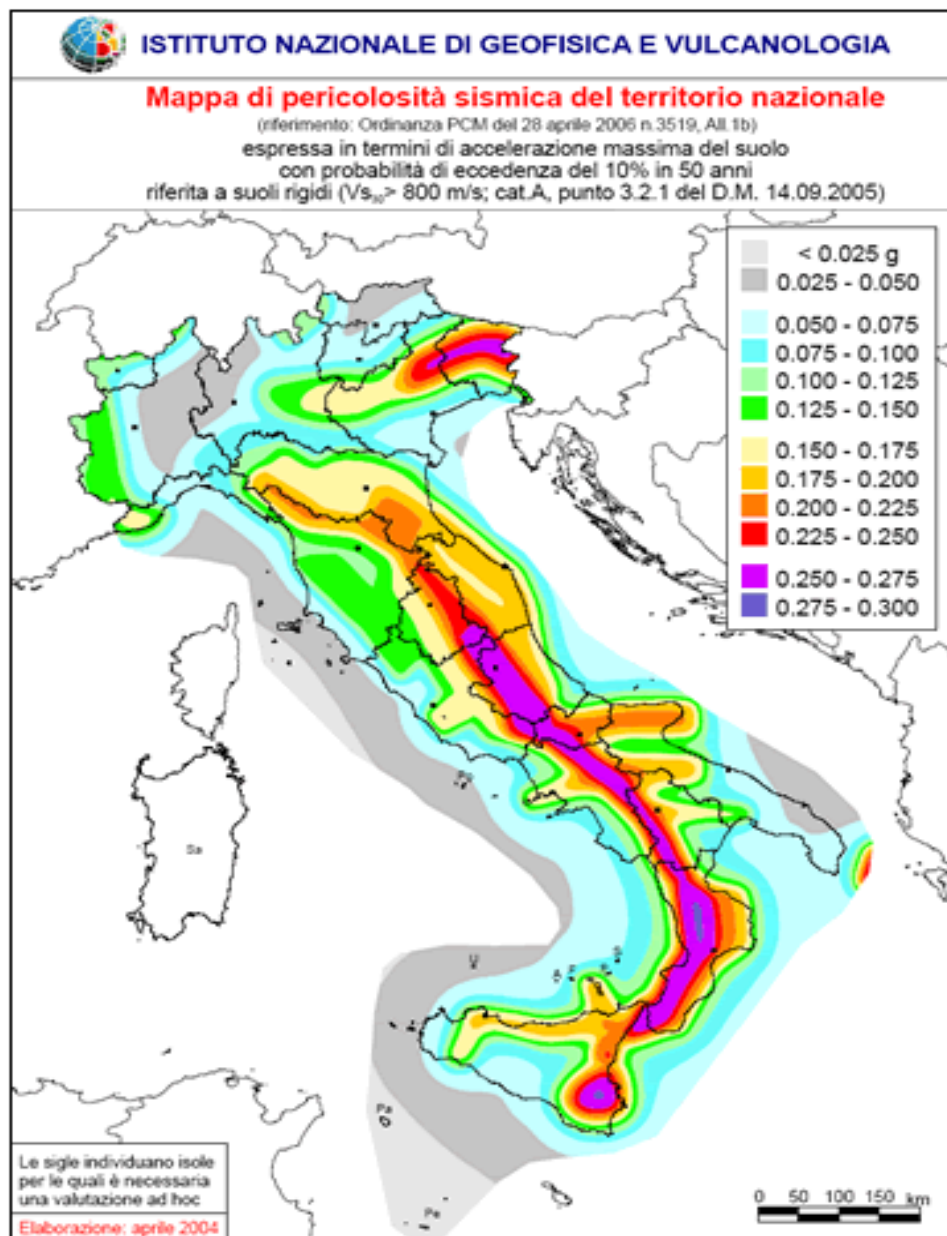 ISTITUTO NAZIONALE DI GEOFISICA E VULCANOLOGIA
Mappa di pericolosità sismica del territorio nazionale
(riferimento: Ordinanza PCM del 28 aprile 2006 n.3519, All.1b)
espressa in termini di accelerazione massima del suolo
con probabilità di eccedenza del 10% in 50 anni
riferita a suoli rigidi (Vs₃₀> 800 m/s; cat.A, punto 3.2.1 del D.M. 14.09.2005)
< 0.025 g
0.025 - 0.050
0.050 - 0.075
0.075 - 0.100
0.100 - 0.125
0.125 - 0.150
0.150 - 0.175
0.175 - 0.200
0.200 - 0.225
0.225 - 0.250
0.250 - 0.275
0.275 - 0.300
Sa
U
A
S
Pa
Pe
Le sigle individuano isole
per le quali è necessaria
una valutazione ad hoc
Elaborazione: aprile 2004
0 50 100 150 km